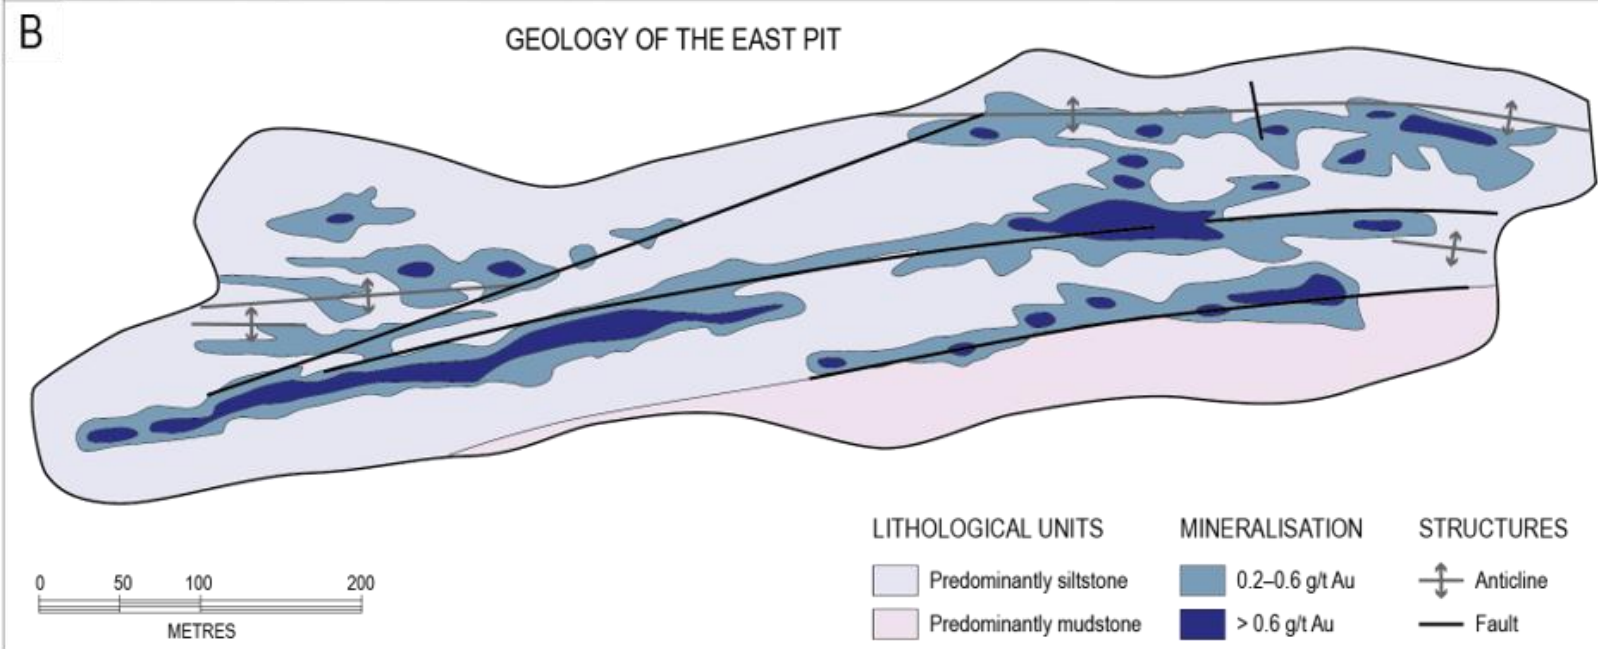 B
GEOLOGY OF THE EAST PIT
LITHOLOGICAL UNITS
Predominantly siltstone
Predominantly mudstone
MINERALISATION
0.2–0.6 g/t Au
> 0.6 g/t Au
STRUCTURES
Anticline
Fault
0 50 100 200
METRES